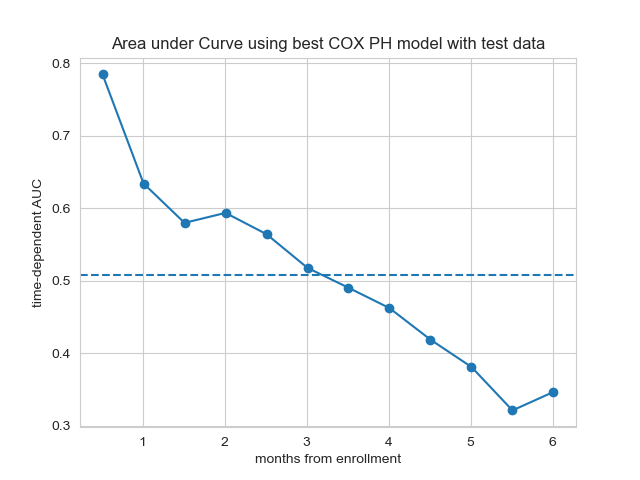 Area under Curve using best COX PH model with test data
time-dependent AUC
0.8
0.7
0.6
0.5
0.4
0.3
1 2 3 4 5 6
months from enrollment